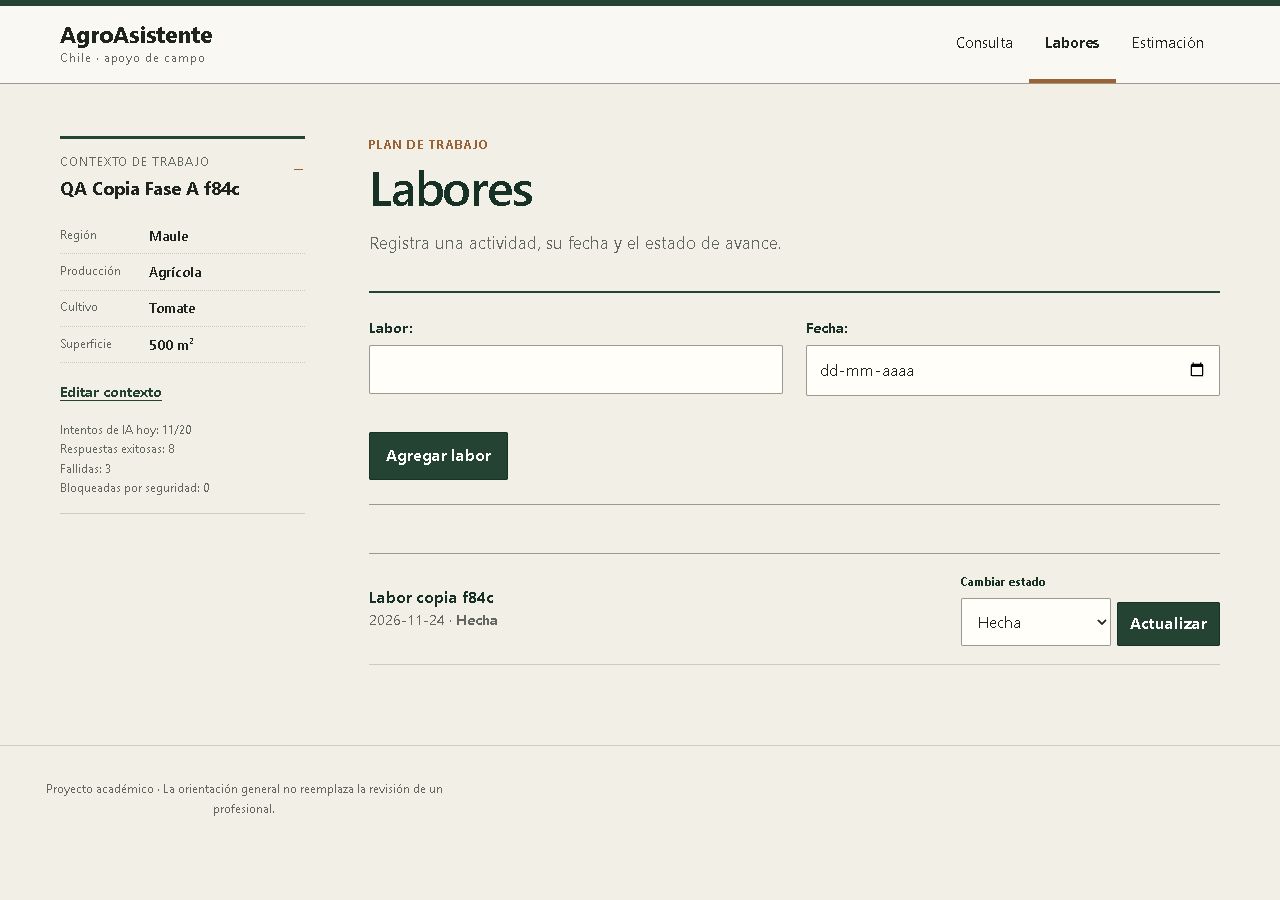 AgroAsistente
Chile · apoyo de campo
Consulta
Labores
Estimación
CONTEXTO DE TRABAJO
QA Copia Fase A f84c
Región
Maule
Producción
Agrícola
Cultivo
Tomate
Superficie
500 m²
Editar contexto
Intentos de IA hoy: 11/20
Respuestas exitosas: 8
Fallidas: 3
Bloqueadas por seguridad: 0
PLAN DE TRABAJO
Labores
Registra una actividad, su fecha y el estado de avance.
Labor:
Fecha:
dd-mm-aaaa
Agregar labor
Labor copia f84c
2026-11-24 · Hecha
Cambiar estado
Hecha
Actualizar
Proyecto académico · La orientación general no reemplaza la revisión de un
profesional.